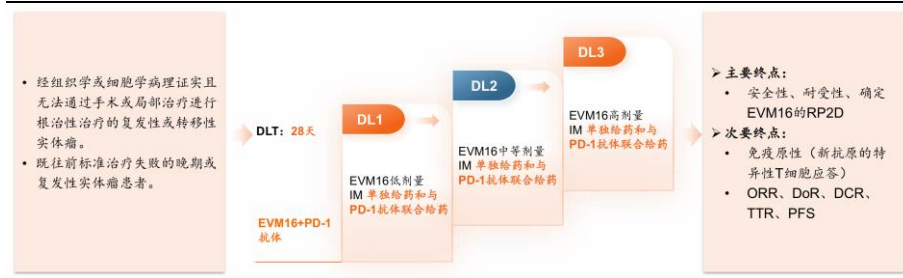 • 经组织学或细胞学病理证实且
无法通过手术或局部治疗进行
根治性治疗的复发性或转移性
实体瘤。
• 既往前标准治疗失败的晚期或
复发性实体瘤患者。
DLT：28天
EVM16+PD-1
抗体
DL1
EVM16低剂量
IM 单独给药和与
PD-1抗体联合给药
DL2
EVM16中等剂量
IM 单独给药和与
PD-1抗体联合给药
DL3
EVM16高剂量
IM 单独给药和与
PD-1抗体联合给药
➢ 主要终点：
• 安全性、耐受性、确定
EVM16的RP2D
➢ 次要终点：
• 免疫原性（新抗原的特
异性T细胞应答）
• ORR、DoR、DCR、
TTR、PFS